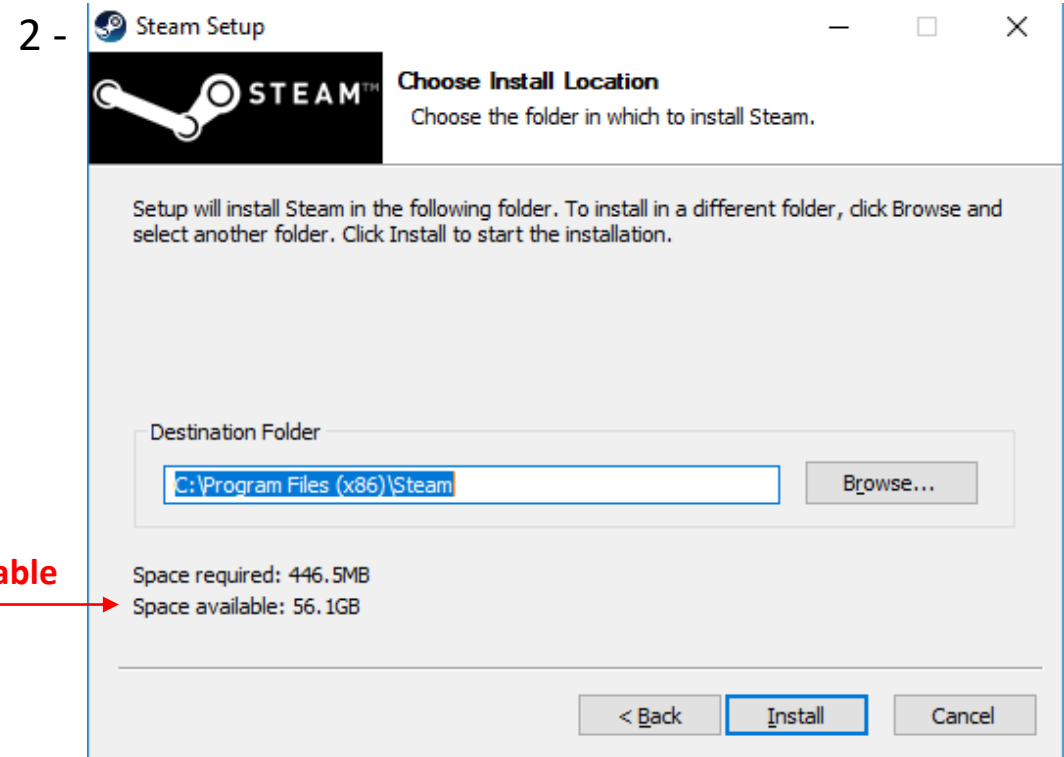 2 -
Steam Setup
STEAM™
Choose Install Location
Choose the folder in which to install Steam.
Setup will install Steam in the following folder. To install in a different folder, click Browse and
select another folder. Click Install to start the installation.
Destination Folder
C:\Program Files (x86)\Steam
Browse...
Space required: 446.5MB
able
Space available: 56.1GB
< Back
Install
Cancel